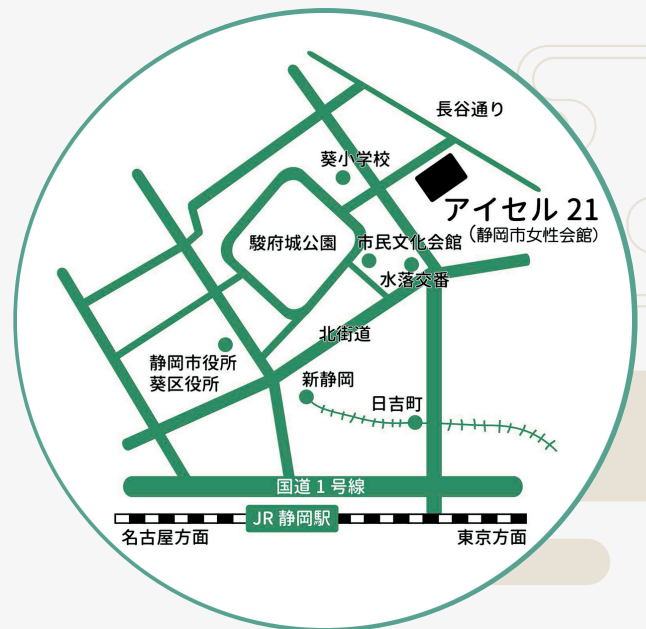 長谷通り
葵小学校
アイセル 21
（静岡市女性会館）
駿府城公園
市民文化会館
水落交番
北街道
静岡市役所
葵区役所
新静岡
日吉町
国道 1 号線
JR 静岡駅
名古屋方面
東京方面